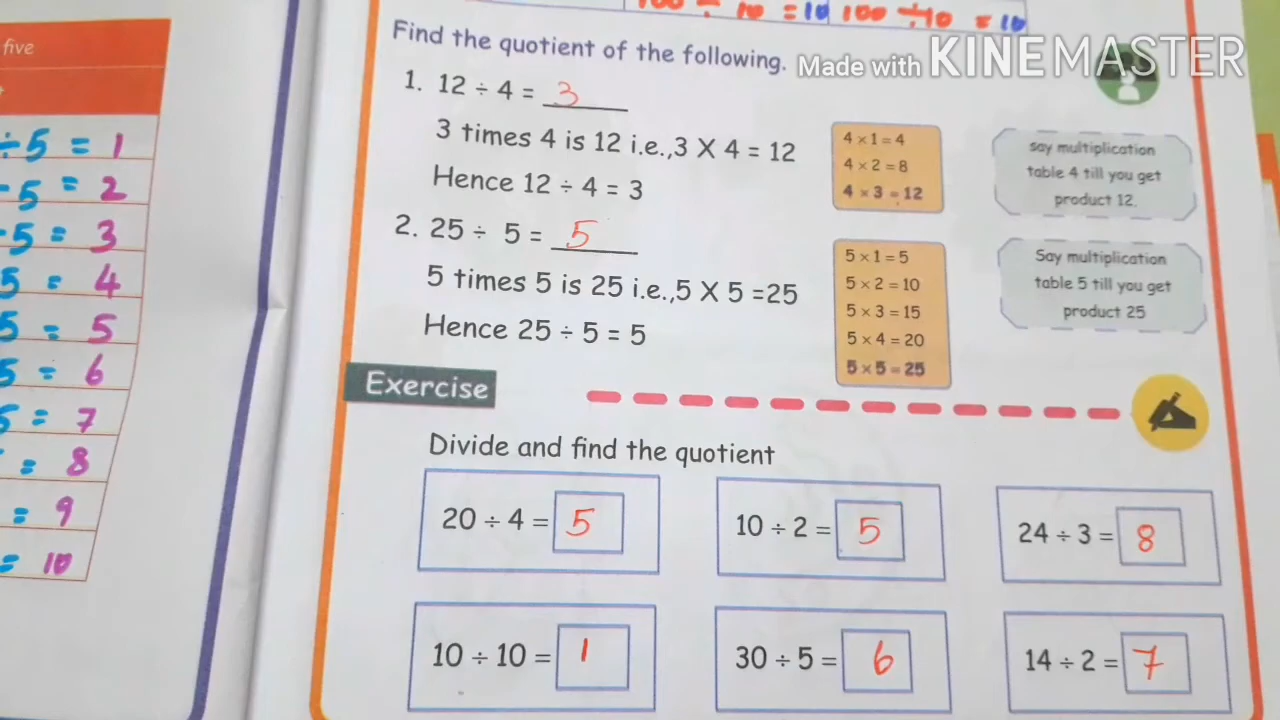 five
÷5 = 1
5 = 2
5 = 3
5 = 4
5 = 5
5 = 6
= 7
= 8
= 9
= 10
10 = 10 100 ÷ 10 = 10
Find the quotient of the following.
Made with KINEMASTER
1. 12 ÷ 4 = 3
3 times 4 is 12 i.e.,3 X 4 = 12
Hence 12 ÷ 4 = 3
4 × 1 = 4
4 × 2 = 8
4 × 3 = 12
say multiplication
table 4 till you get
product 12.
2. 25 ÷ 5 = 5
5 times 5 is 25 i.e.,5 X 5 =25
Hence 25 ÷ 5 = 5
5 × 1 = 5
5 × 2 = 10
5 × 3 = 15
5 × 4 = 20
5 × 5 = 25
Say multiplication
table 5 till you get
product 25
Exercise
Divide and find the quotient
20 ÷ 4 = 5
10 ÷ 2 = 5
24 ÷ 3 = 8
10 ÷ 10 = 1
30 ÷ 5 = 6
14 ÷ 2 = 7